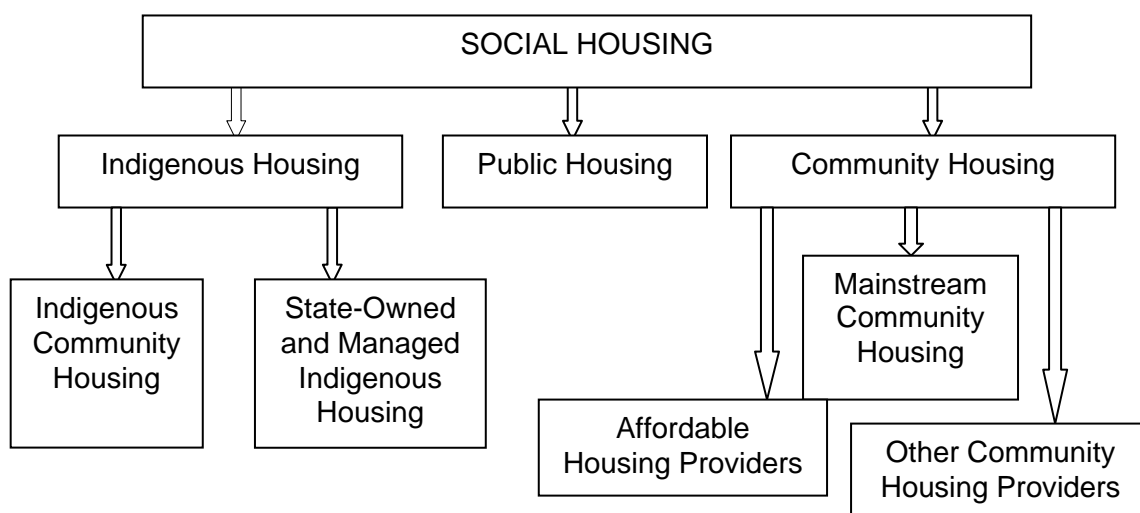 SOCIAL HOUSING
Indigenous Housing
Public Housing
Community Housing
Indigenous
Community
Housing
State-Owned
and Managed
Indigenous
Housing
Mainstream
Community
Housing
Affordable
Housing Providers
Other Community
Housing Providers